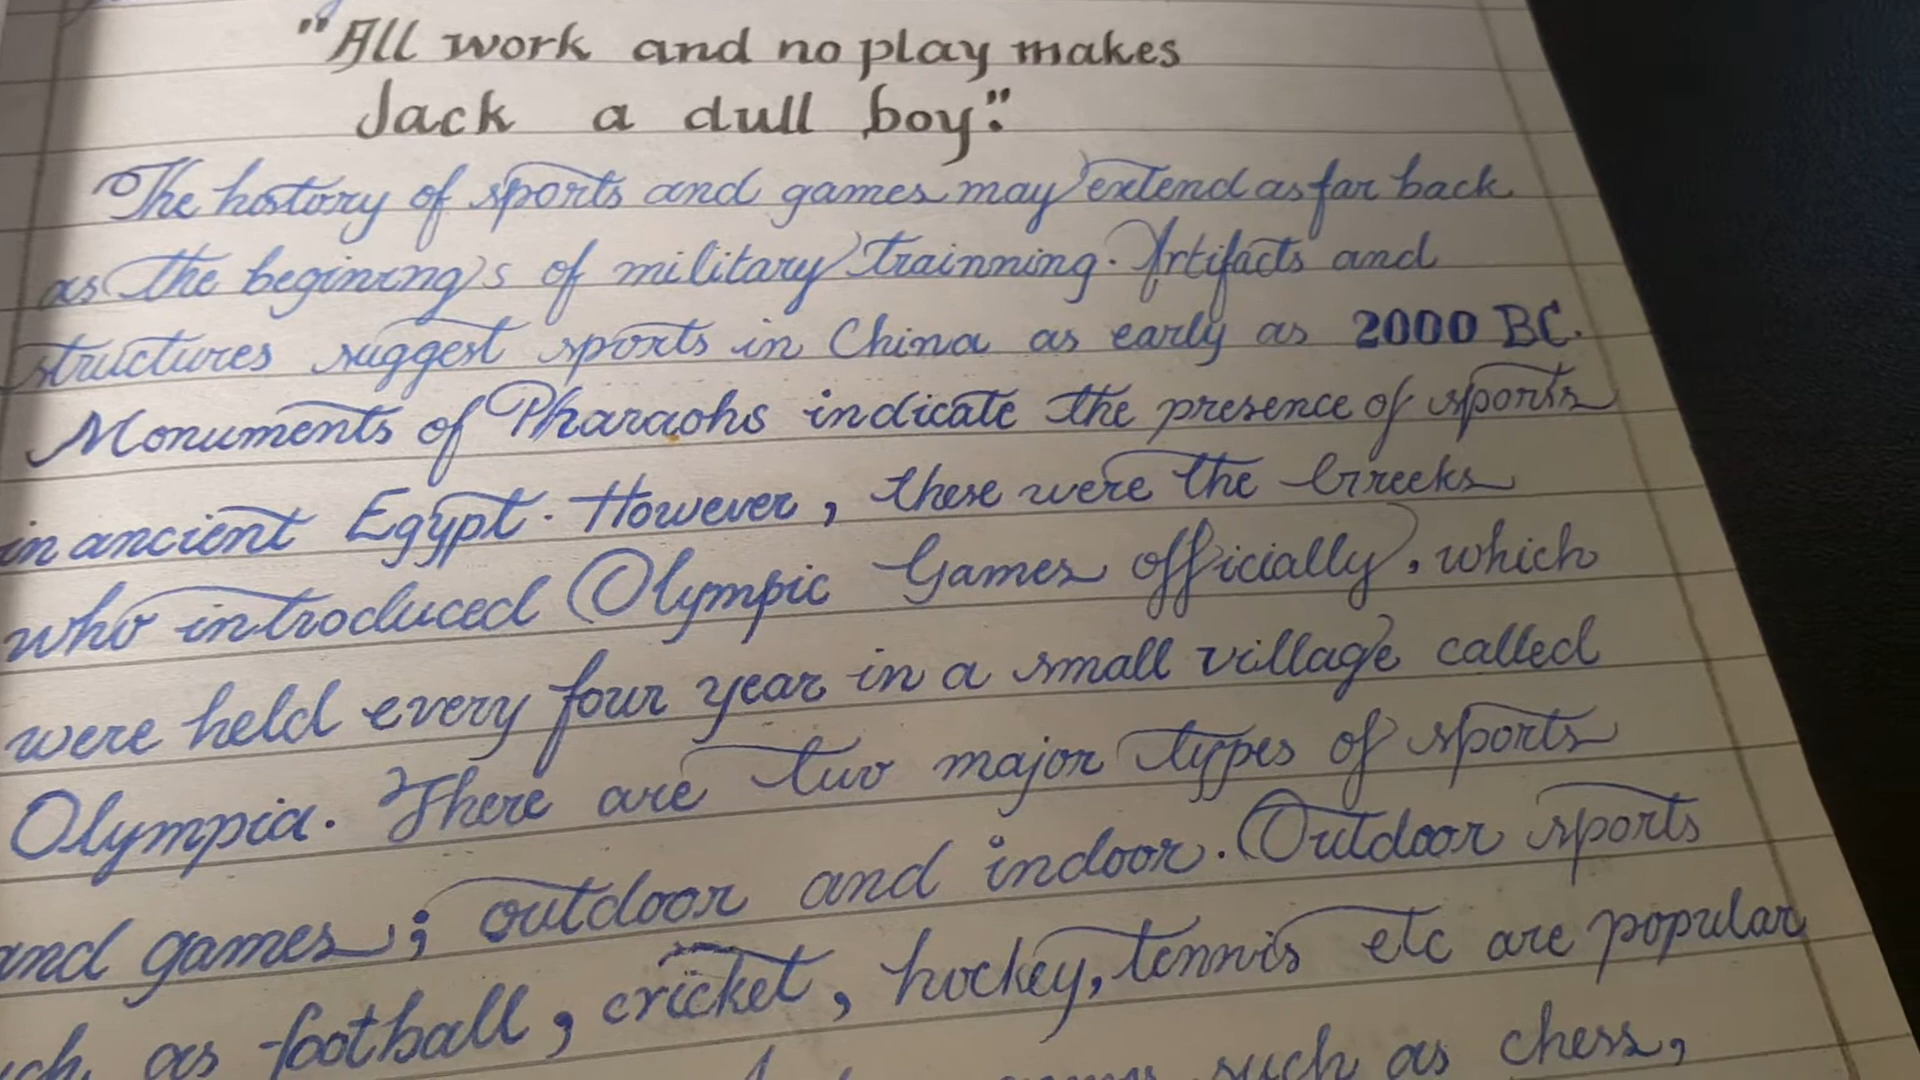 "All work and no play makes
Jack a dull boy."
The history of sports and games may extend as far back
as the beginning's of military trainning. Artifacts and
structures suggest sports in China as early as 2000 BC.
Monuments of Pharaohs indicate the presence of sports
in ancient Egypt. However, these were the Greeks
who introduced Olympic Games officially, which
were held every four year in a small village called
Olympia. There are two major types of sports
and games; outdoor and indoor. Outdoor sports
as football, cricket, hockey, tennis etc are popular
such as chess,